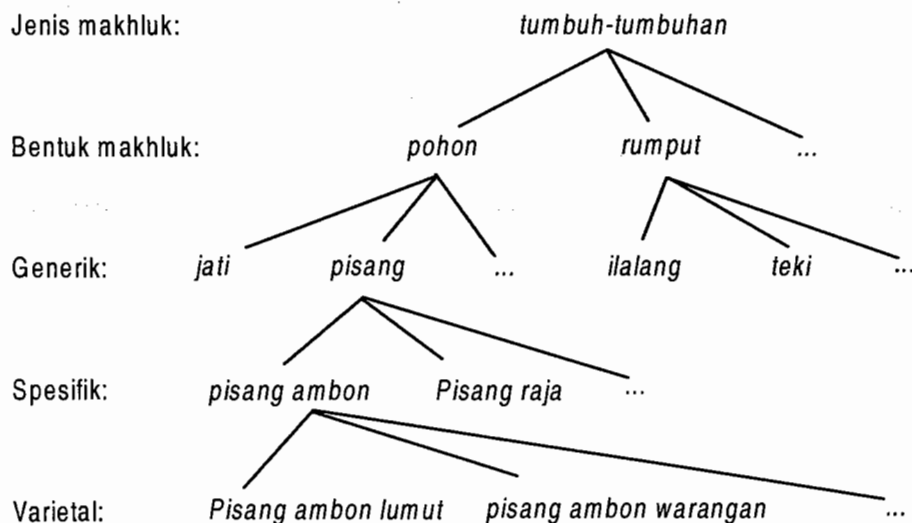 Jenis makhluk: tumbuh-tumbuhan
Bentuk makhluk: pohon rumput ...
Generik: jati pisang ... ilalang teki ...
Spesifik: pisang ambon Pisang raja ...
Varietal: Pisang ambon lumut pisang ambon warangan ...